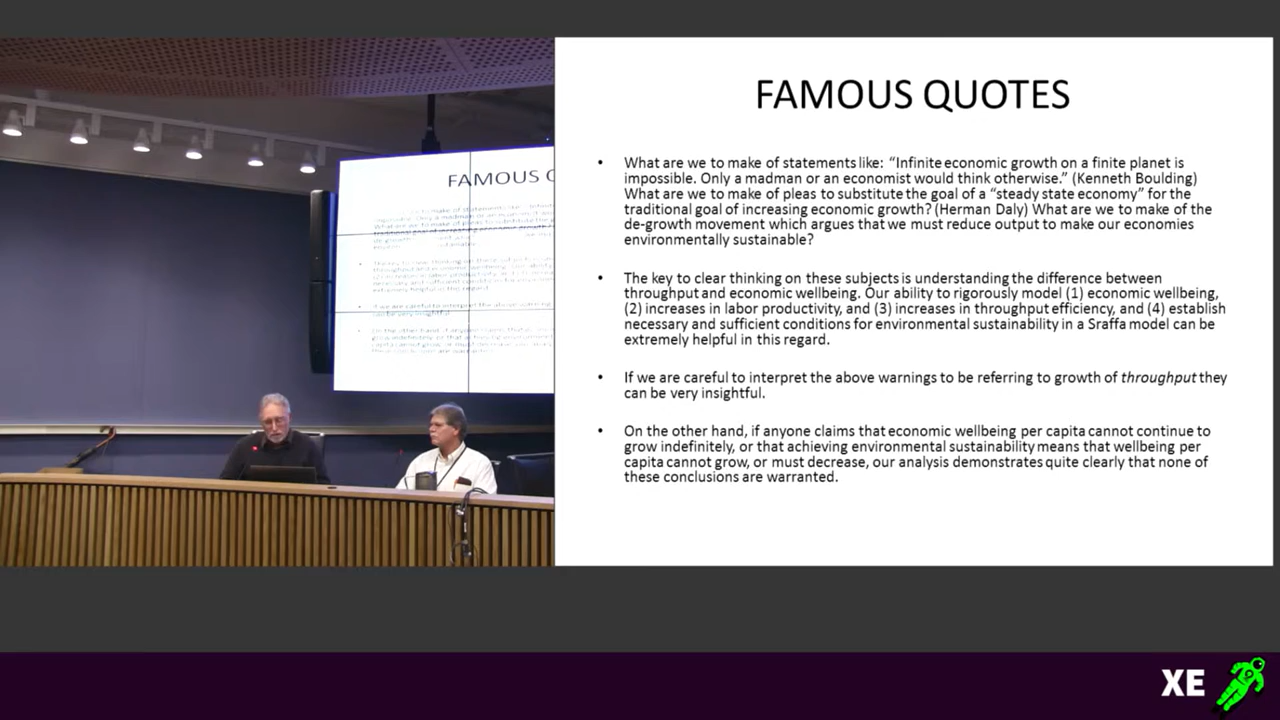 FAMOUS QUOTES
• What are we to make of statements like: “Infinite economic growth on a finite planet is
impossible. Only a madman or an economist would think otherwise.” (Kenneth Boulding)
What are we to make of pleas to substitute the goal of a “steady state economy” for the
traditional goal of increasing economic growth? (Herman Daly) What are we to make of the
de-growth movement which argues that we must reduce output to make our economies
environmentally sustainable?
• The key to clear thinking on these subjects is understanding the difference between
throughput and economic wellbeing. Our ability to rigorously model (1) economic wellbeing,
(2) increases in labor productivity, and (3) increases in throughput efficiency, and (4) establish
necessary and sufficient conditions for environmental sustainability in a Sraffa model can be
extremely helpful in this regard.
• If we are careful to interpret the above warnings to be referring to growth of throughput they
can be very insightful.
• On the other hand, if anyone claims that economic wellbeing per capita cannot continue to
grow indefinitely, or that achieving environmental sustainability means that wellbeing per
capita cannot grow, or must decrease, our analysis demonstrates quite clearly that none of
these conclusions are warranted.
FAMOUS
XE